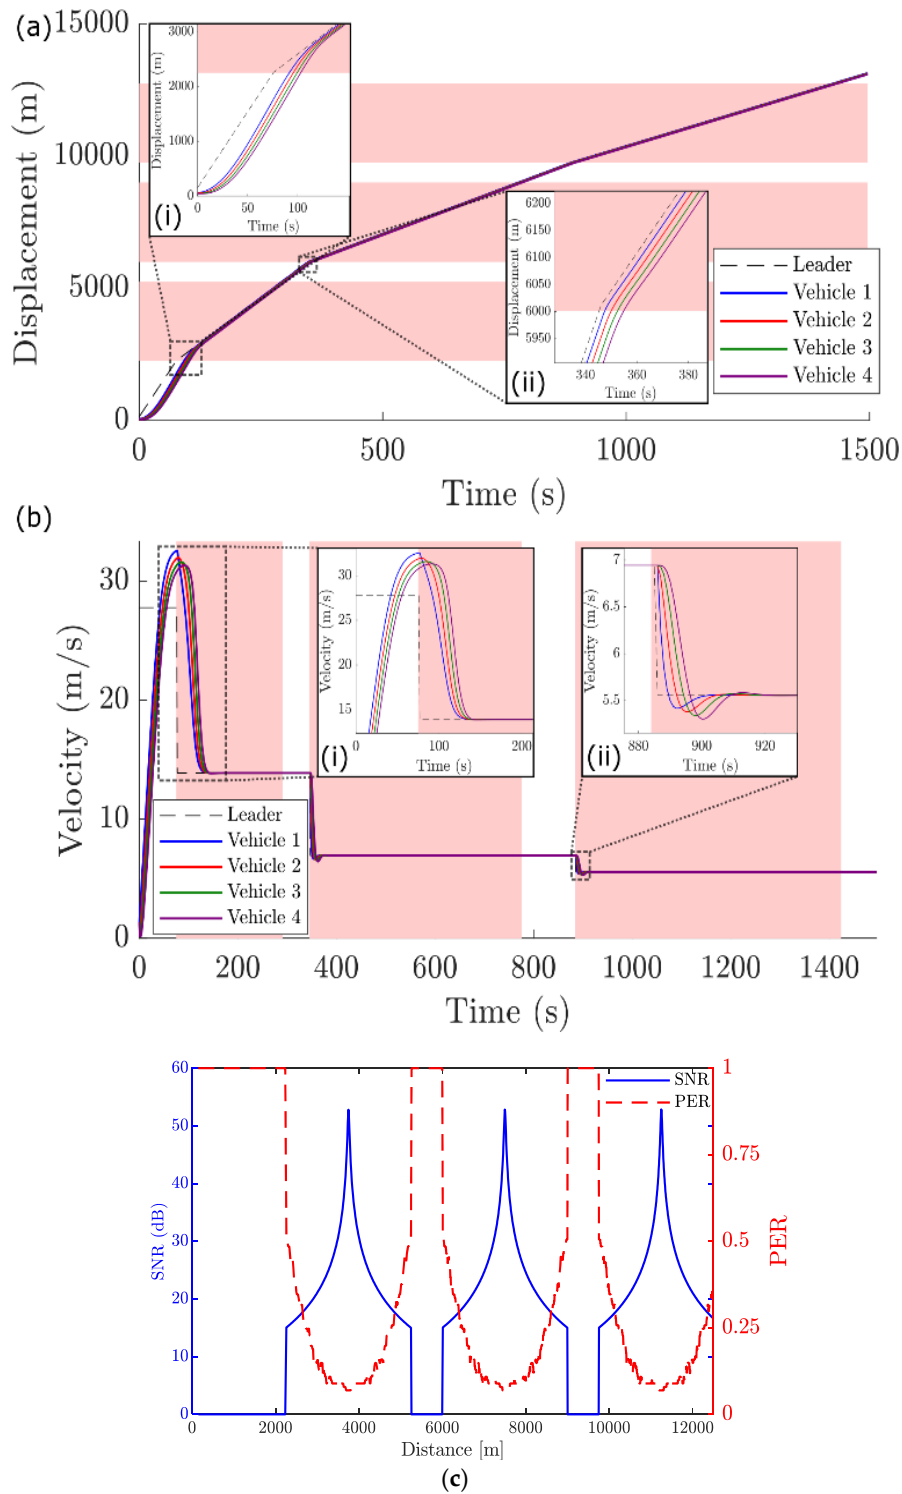 (a)
15000
10000
5000
0
Displacement (m)
0
500
1000
1500
Time (s)
3000
2000
1000
0
Displacement (m)
0
50
100
Time (s)
(i)
6200
6150
6100
6050
6000
5950
Displacement (m)
340
360
380
Time (s)
(ii)
Leader
Vehicle 1
Vehicle 2
Vehicle 3
Vehicle 4
(b)
30
20
10
0
Velocity (m/s)
0
200
400
600
800
1000
1200
1400
Time (s)
30
25
20
15
Velocity (m/s)
0
100
200
Time (s)
(i)
7
6.5
6
5.5
Velocity (m/s)
880
900
920
Time (s)
(ii)
Leader
Vehicle 1
Vehicle 2
Vehicle 3
Vehicle 4
60
50
40
30
20
10
0
SNR (dB)
1
0.75
0.5
0.25
0
PER
SNR
PER
0
2000
4000
6000
8000
10000
12000
Distance [m]
(c)